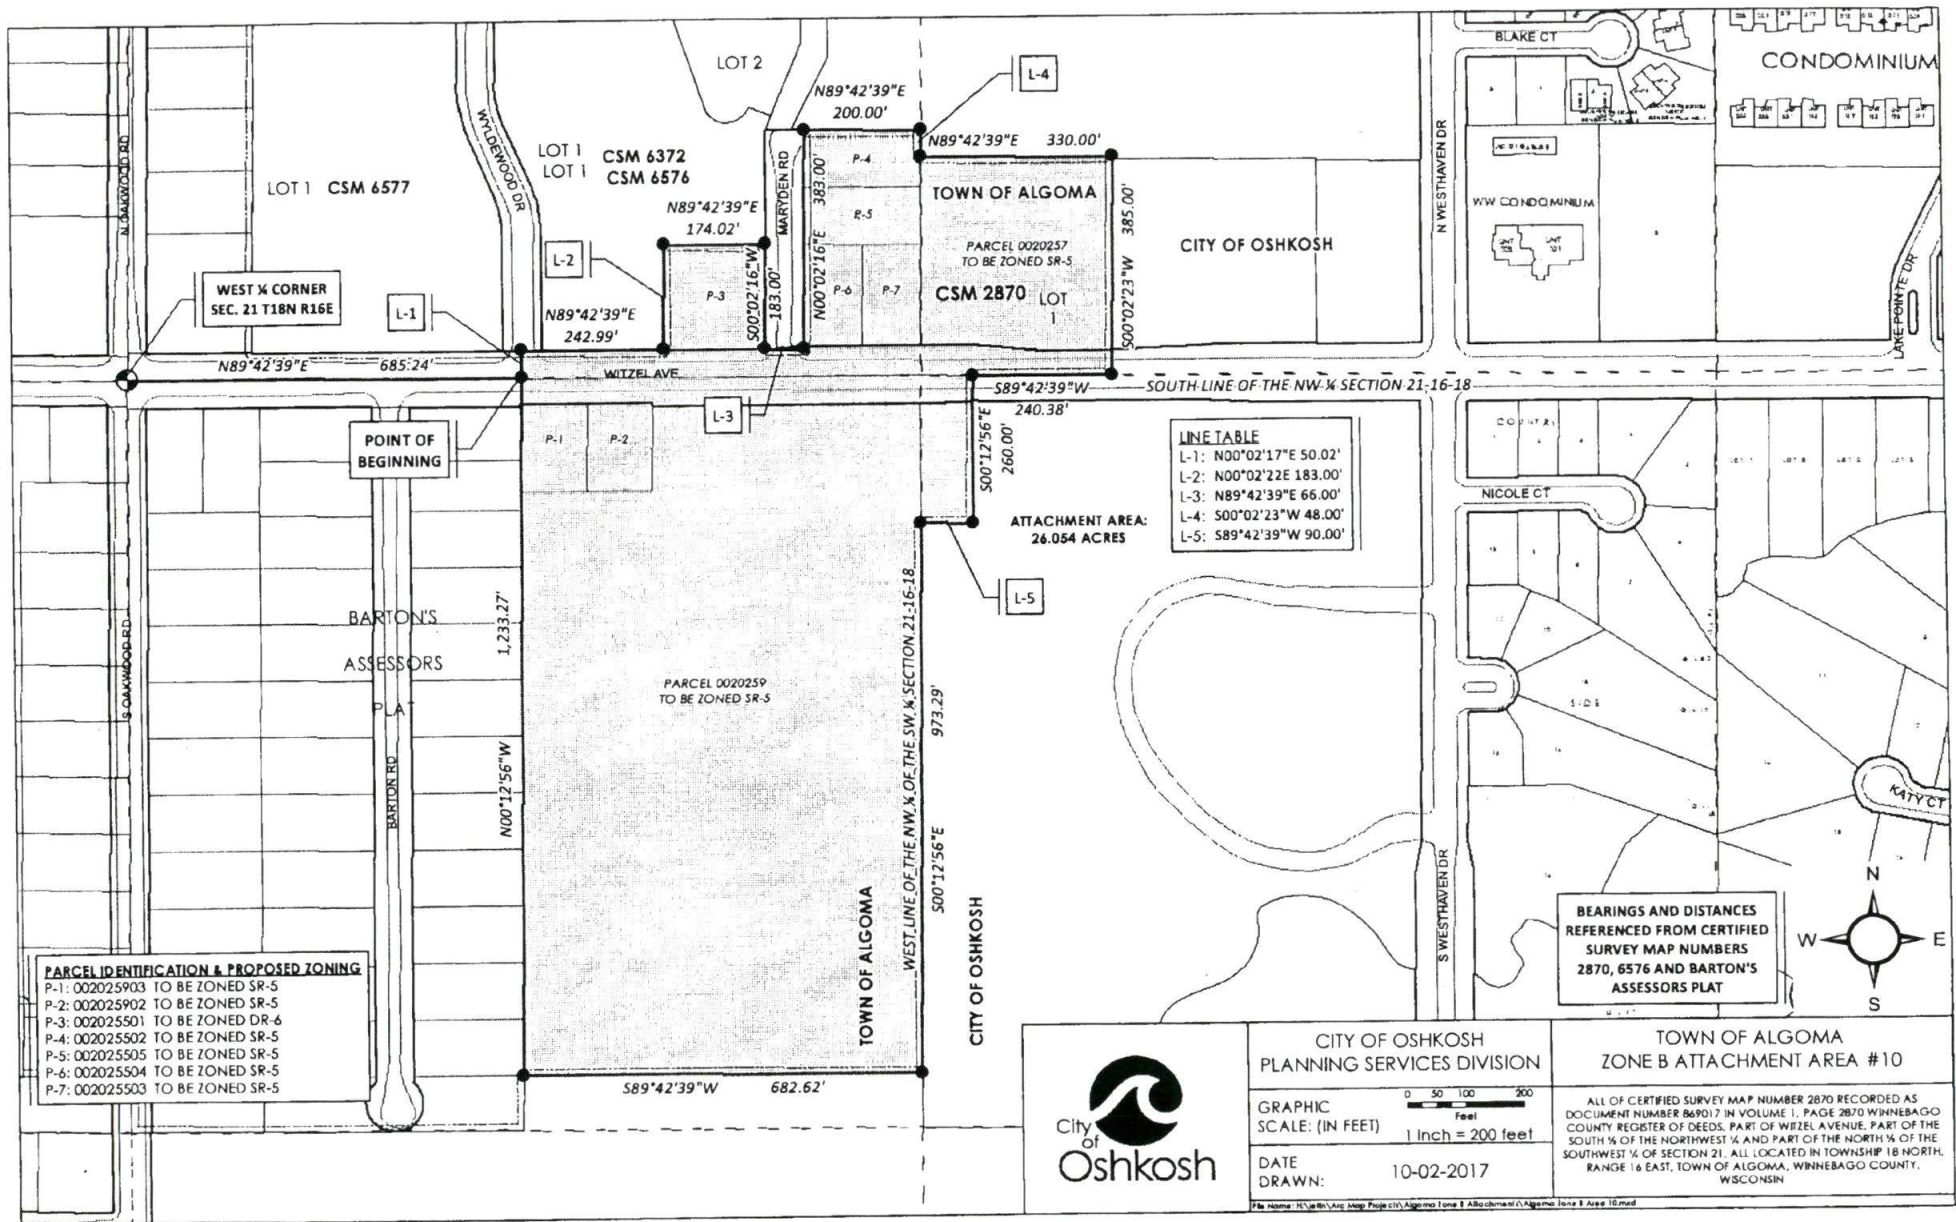 LOT 2
L-4
BLAKE CT
CONDOMINIUM
N89°42'39"E
200.00'
N89°42'39"E 330.00'
N OAKWOOD RD
WYLDEWOOD DR
LOT 1 CSM 6372
LOT 1 CSM 6576
LOT 1 CSM 6577
MARYDEN RD
383.00'
N00°02'16"E
P-4
P-5
P-6
P-7
TOWN OF ALGOMA
PARCEL 0020257
TO BE ZONED SR-5
CSM 2870 LOT
1
385.00'
S00°02'23"W
CITY OF OSHKOSH
N WESTHAVEN DR
WW CONDOMINIUM
LAKE POINTE DR
N89°42'39"E
174.02'
L-2
P-3
S00°02'16"W
183.00'
WEST ¼ CORNER
SEC. 21 T18N R16E
L-1
N89°42'39"E
242.99'
N89°42'39"E 685.24'
WITZEL AVE
S89°42'39"W
240.38'
SOUTH LINE OF THE NW ¼ SECTION 21-16-18
L-3
POINT OF
BEGINNING
P-1
P-2
S00°12'56"E
260.00'
LINE TABLE
L-1: N00°02'17"E 50.02'
L-2: N00°02'22E 183.00'
L-3: N89°42'39"E 66.00'
L-4: S00°02'23"W 48.00'
L-5: S89°42'39"W 90.00'
ATTACHMENT AREA:
26.054 ACRES
L-5
NICOLE CT
S OAKWOOD RD
BARTON'S
ASSESSORS
PLAT
BARTON RD
1,233.27'
N00°12'56"W
PARCEL 0020259
TO BE ZONED SR-5
WEST LINE OF THE NW ¼ OF THE SW ¼ SECTION 21-16-18
973.29'
S00°12'56"E
TOWN OF ALGOMA
CITY OF OSHKOSH
S WESTHAVEN DR
KATY CT
N
W
E
S
BEARINGS AND DISTANCES
REFERENCED FROM CERTIFIED
SURVEY MAP NUMBERS
2870, 6576 AND BARTON'S
ASSESSORS PLAT
PARCEL IDENTIFICATION & PROPOSED ZONING
P-1: 002025903 TO BE ZONED SR-5
P-2: 002025902 TO BE ZONED SR-5
P-3: 002025501 TO BE ZONED DR-6
P-4: 002025502 TO BE ZONED SR-5
P-5: 002025505 TO BE ZONED SR-5
P-6: 002025504 TO BE ZONED SR-5
P-7: 002025503 TO BE ZONED SR-5
S89°42'39"W 682.62'
City
of
Oshkosh
CITY OF OSHKOSH
PLANNING SERVICES DIVISION
GRAPHIC
SCALE: (IN FEET)
0 50 100 200
Feet
1 inch = 200 feet
DATE
DRAWN:
10-02-2017
TOWN OF ALGOMA
ZONE B ATTACHMENT AREA #10
ALL OF CERTIFIED SURVEY MAP NUMBER 2870 RECORDED AS
DOCUMENT NUMBER 869017 IN VOLUME 1, PAGE 2870 WINNEBAGO
COUNTY REGISTER OF DEEDS, PART OF WITZEL AVENUE, PART OF THE
SOUTH ½ OF THE NORTHWEST ¼ AND PART OF THE NORTH ½ OF THE
SOUTHWEST ¼ OF SECTION 21, ALL LOCATED IN TOWNSHIP 18 NORTH,
RANGE 16 EAST, TOWN OF ALGOMA, WINNEBAGO COUNTY,
WISCONSIN